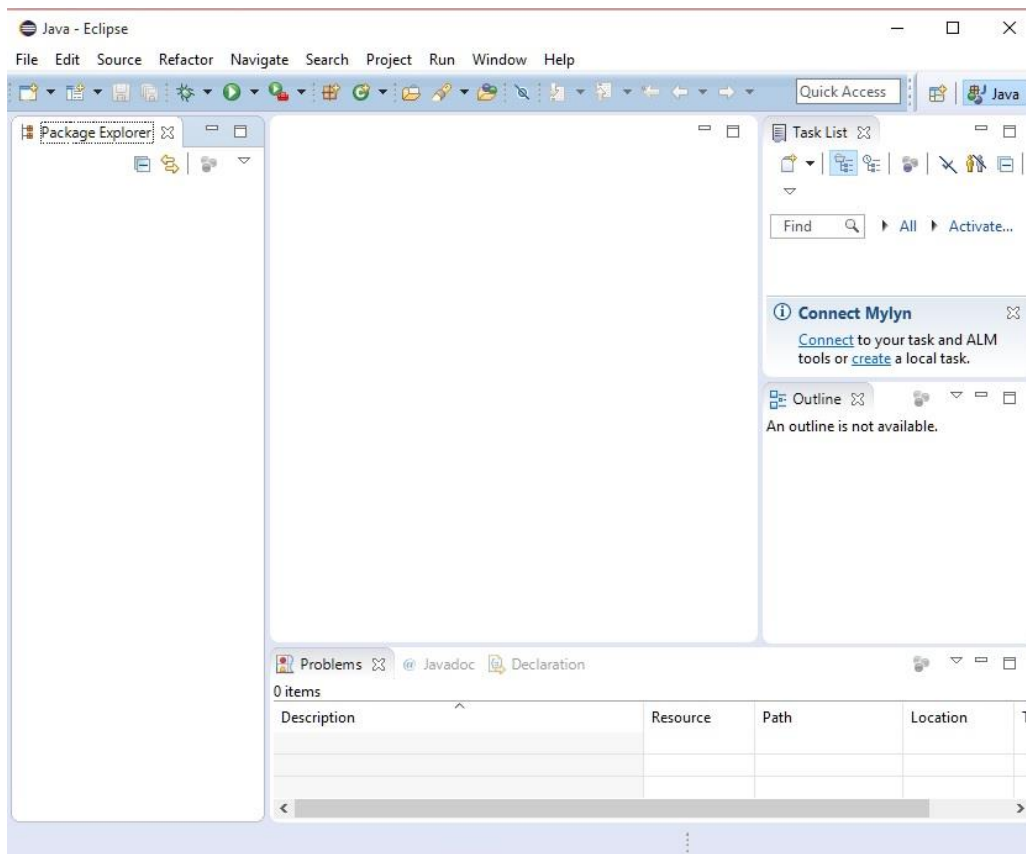 Java - Eclipse
File Edit Source Refactor Navigate Search Project Run Window Help
Quick Access
Java
Package Explorer
Task List
Find
All
Activate...
Connect Mylyn
Connect to your task and ALM
tools or create a local task.
Outline
An outline is not available.
Problems @ Javadoc Declaration
0 items
Description Resource Path Location